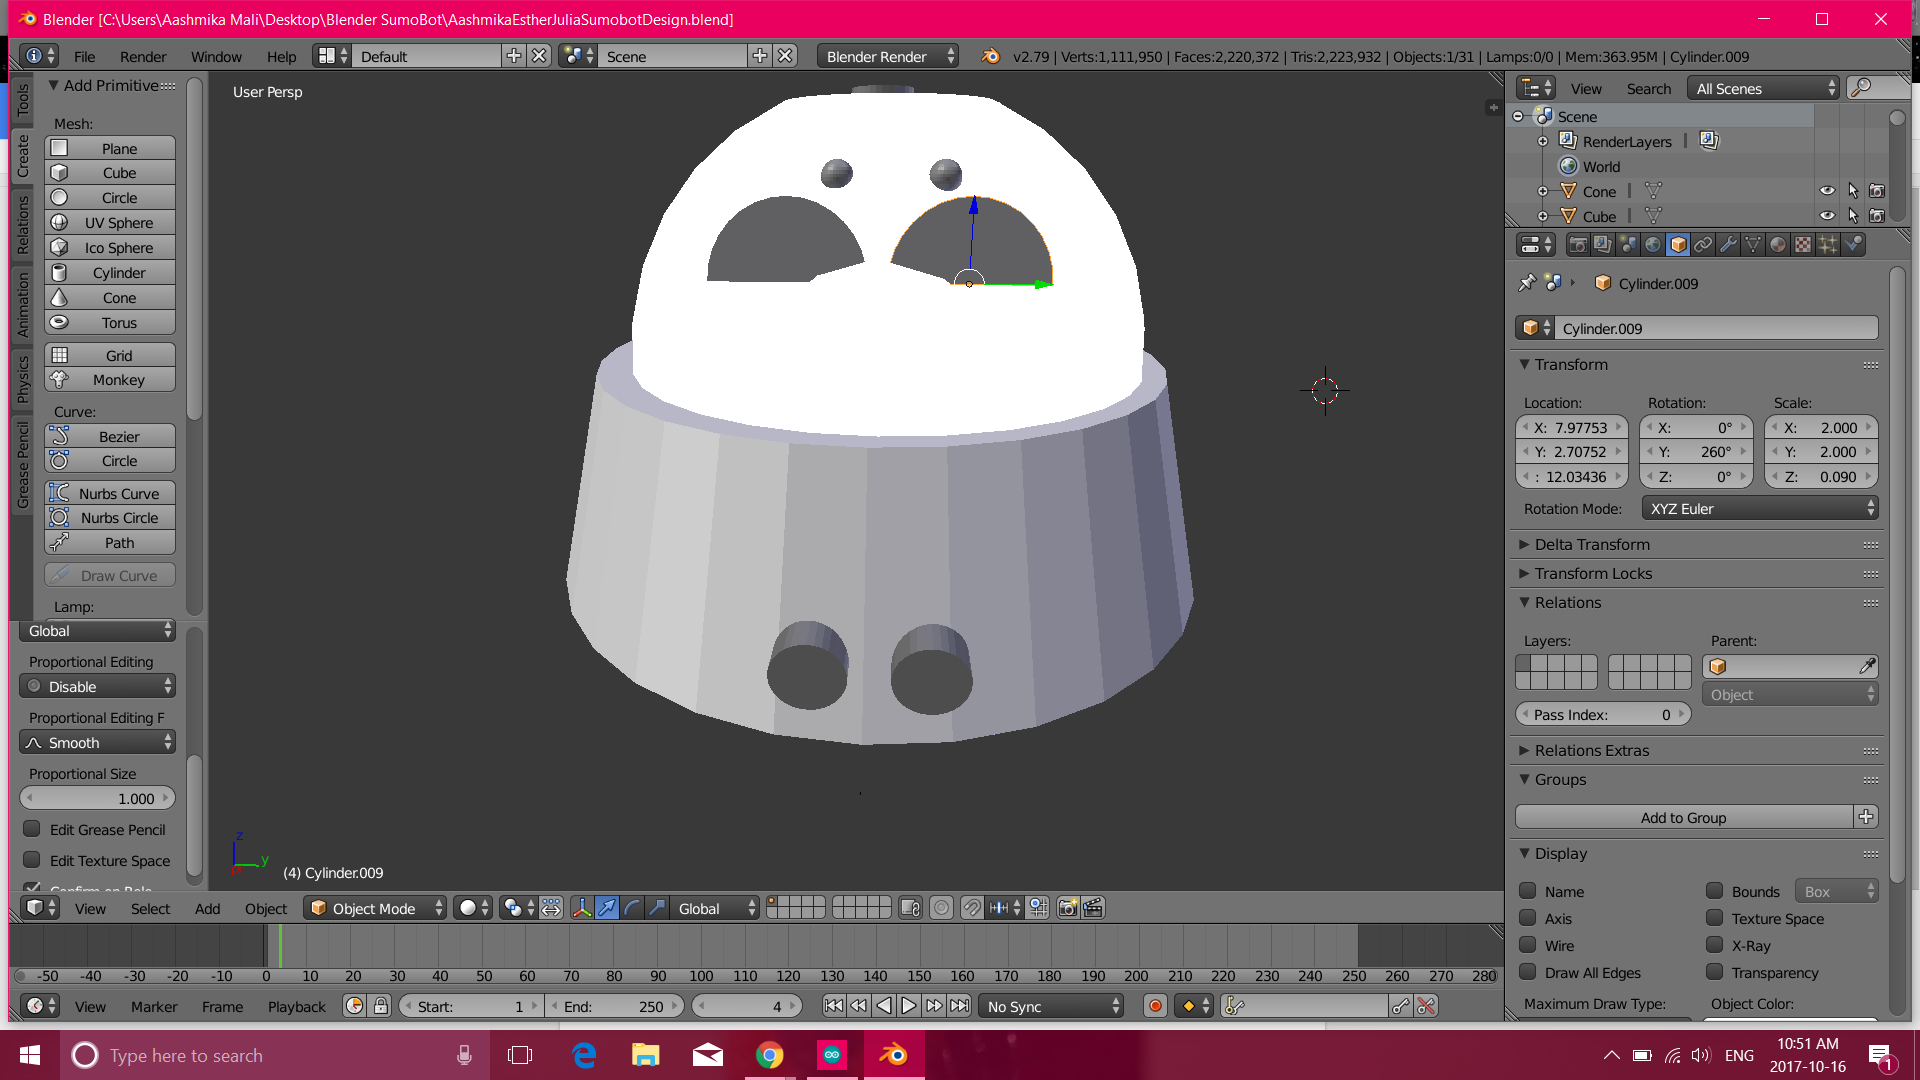 Blender [C:\Users\Aashmika Mali\Desktop\Blender SumoBot\AashmikaEstherJuliaSumobotDesign.blend]
File Render Window Help Default Scene Blender Render v2.79 | Verts:1,111,950 | Faces:2,220,372 | Tris:2,223,932 | Objects:1/31 | Lamps:0/0 | Mem:363.95M | Cylinder.009
Tools
Create
Relations
Animation
Physics
Grease Pencil
Add Primitive
Mesh:
Plane
Cube
Circle
UV Sphere
Ico Sphere
Cylinder
Cone
Torus
Grid
Monkey
Curve:
Bezier
Circle
Nurbs Curve
Nurbs Circle
Path
Draw Curve
Lamp:
Global
Proportional Editing
Disable
Proportional Editing F
Smooth
Proportional Size
1.000
Edit Grease Pencil
Edit Texture Space
User Persp
z
y
x
(4) Cylinder.009
View Select Add Object Object Mode Global
View Search All Scenes
Scene
RenderLayers |
World
Cone |
Cube |
Cylinder.009
Cylinder.009
Transform
Location: Rotation: Scale:
X: 7.97753 X: 0° X: 2.000
Y: 2.70752 Y: 260° Y: 2.000
: 12.03436 Z: 0° Z: 0.090
Rotation Mode: XYZ Euler
Delta Transform
Transform Locks
Relations
Layers: Parent:
Object
Pass Index: 0
Relations Extras
Groups
Add to Group
Display
Name Bounds Box
Axis Texture Space
Wire X-Ray
Draw All Edges Transparency
Maximum Draw Type: Object Color:
-50 -40 -30 -20 -10 0 10 20 30 40 50 60 70 80 90 100 110 120 130 140 150 160 170 180 190 200 210 220 230 240 250 260 270 280
View Marker Frame Playback Start: 1 End: 250 4 No Sync
Type here to search
ENG
10:51 AM
2017-10-16
1